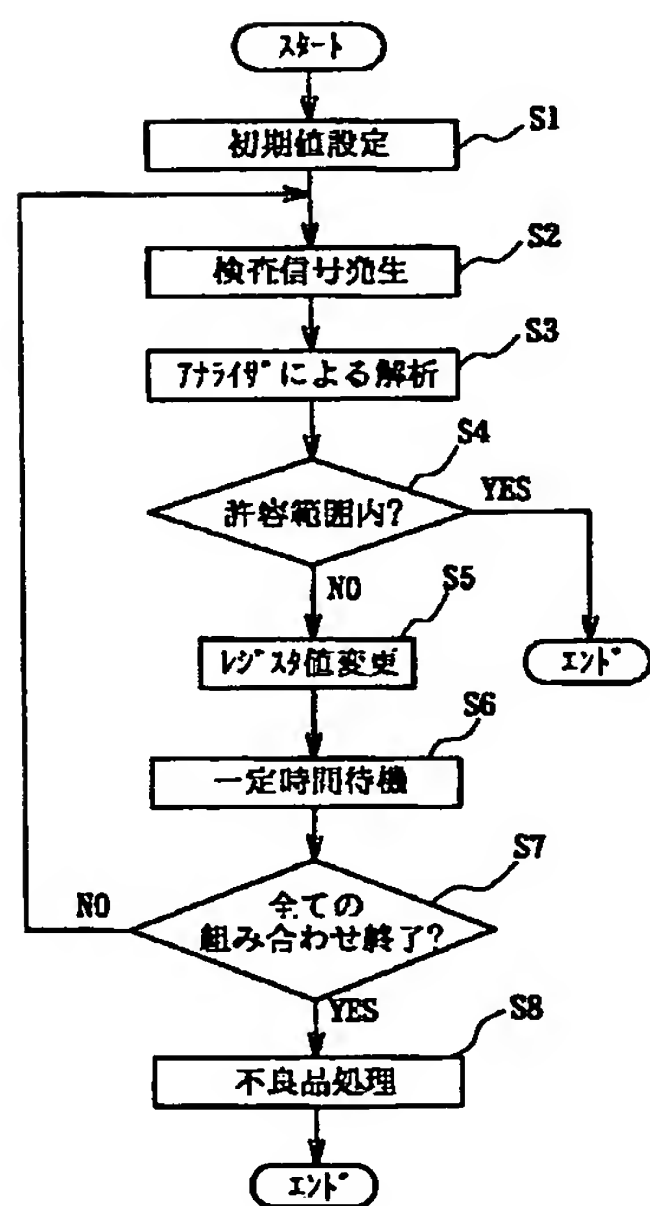 スタート
S1
初期値設定
S2
検査信号発生
S3
アナライザによる解析
S4
許容範囲内?
YES
NO
S5
レジスタ値変更
エンド
S6
一定時間待機
S7
全ての
組み合わせ終了?
NO
YES
S8
不良品処理
エンド